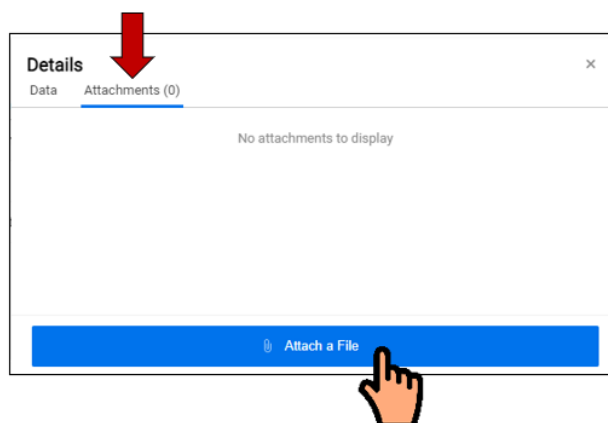 Details
Data Attachments (0)
No attachments to display
Attach a File